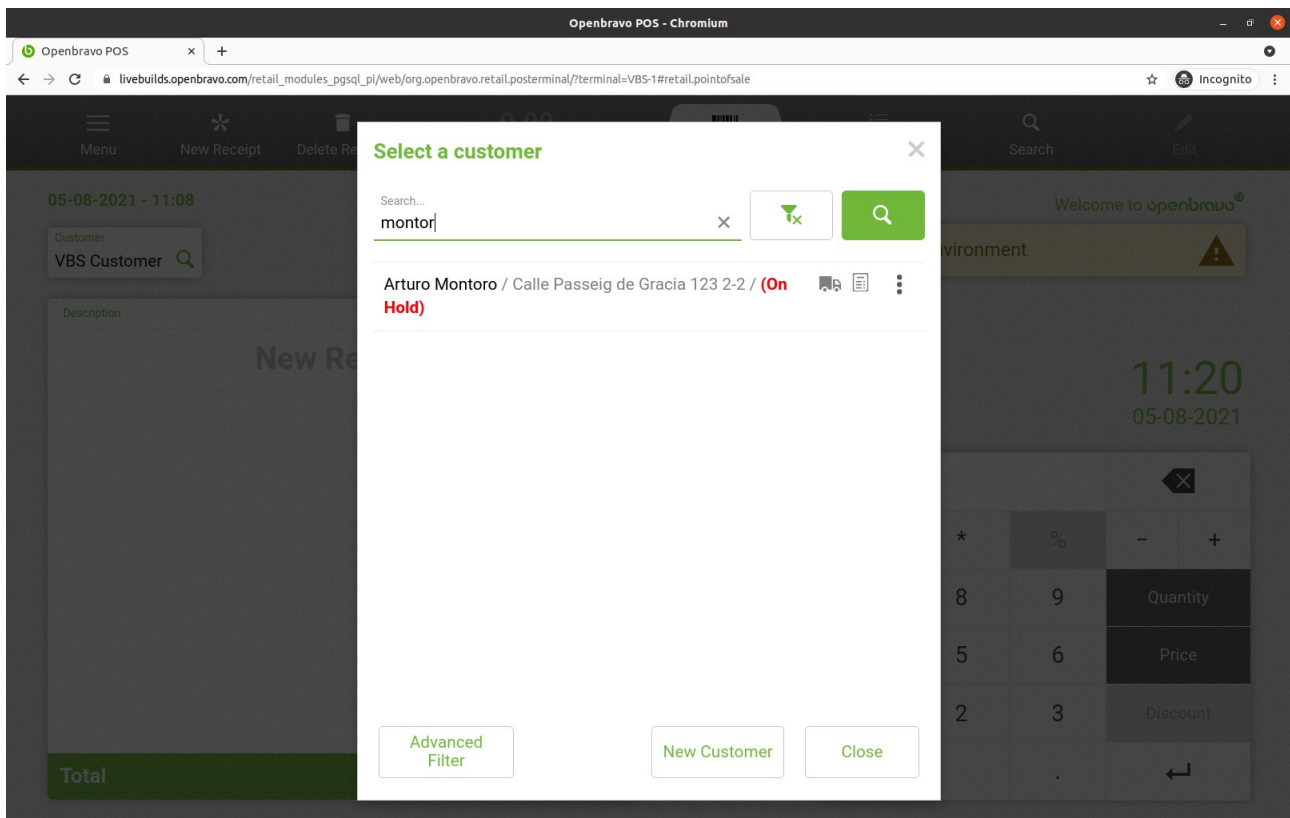 Openbravo POS - Chromium
Openbravo POS
livebuilds.openbravo.com/retail_modules_pgsql_pi/web/org.openbravo.retail.posterminal/?terminal=VBS-1#retail.pointofsale
Incognito
Menu
New Receipt
Delete Re
0.00
Search
Edit
Select a customer
05-08-2021 - 11:08
Welcome to openbravo®
Search...
montor
Customer
VBS Customer
vironment
Arturo Montoro / Calle Passeig de Gracia 123 2-2 / (On
Hold)
Description
New Re
11:20
05-08-2021
* % - +
8 9 Quantity
5 6 Price
2 3 Discount
.
Advanced
Filter
New Customer
Close
Total